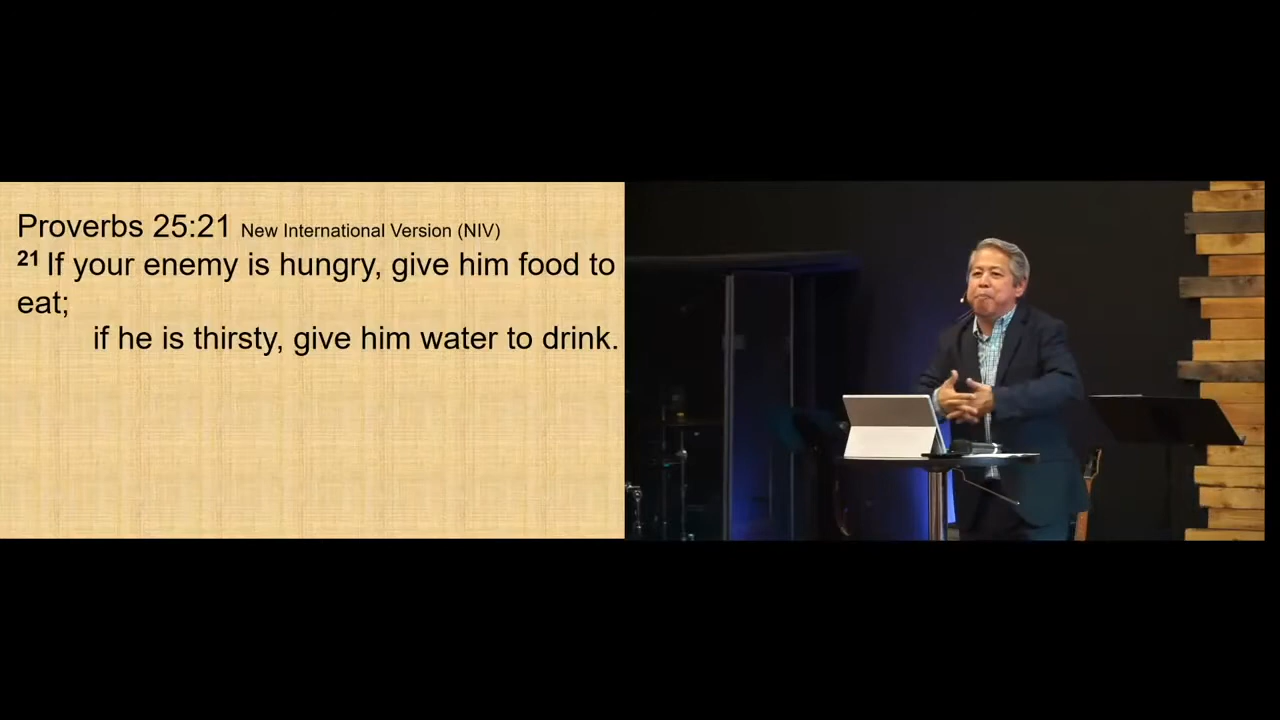 Proverbs 25:21 New International Version (NIV)
21 If your enemy is hungry, give him food to
eat;
if he is thirsty, give him water to drink.